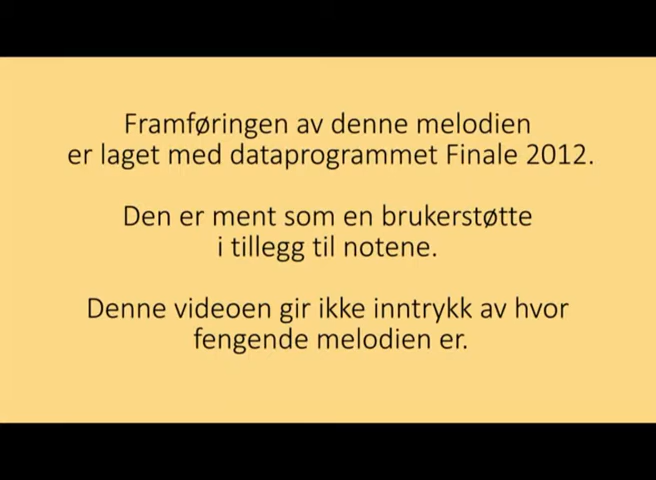 Framføringen av denne melodien
er laget med dataprogrammet Finale 2012.
Den er ment som en brukerstøtte
i tillegg til notene.
Denne videoen gir ikke inntrykk av hvor
fengende melodien er.